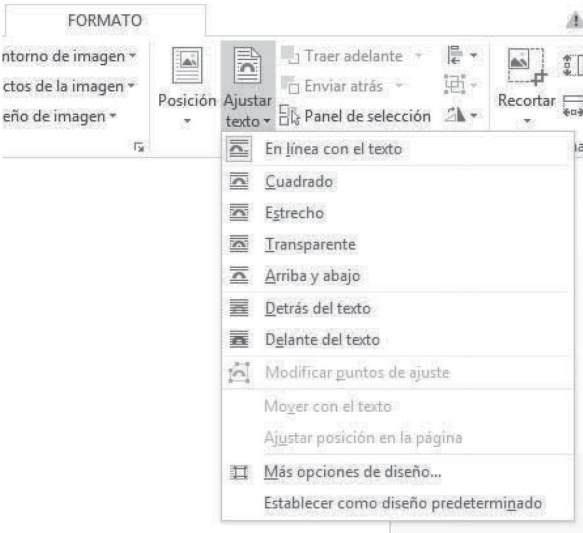 FORMATO
ntorno de imagen
ctos de la imagen
eño de imagen
Posición
Ajustar
texto
Traer adelante
Enviar atrás
Panel de selección
Recortar
En línea con el texto
Cuadrado
Estrecho
Transparente
Arriba y abajo
Detrás del texto
Delante del texto
Modificar puntos de ajuste
Mover con el texto
Ajustar posición en la página
Más opciones de diseño...
Establecer como diseño predeterminado